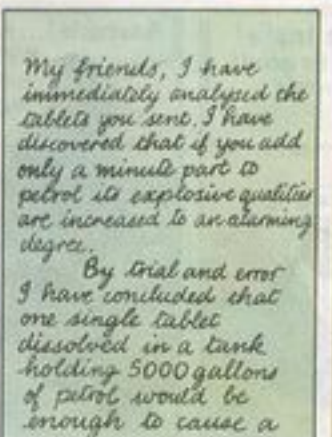 My friends, I have
immediately analysed the
tablets you sent. I have
discovered that if you add
only a minute part to
petrol its explosive qualities
are increased to an alarming
degree.
By trial and error
I have concluded that
one single tablet
dissolved in a tank
holding 5000 gallons
of petrol would be
enough to cause a